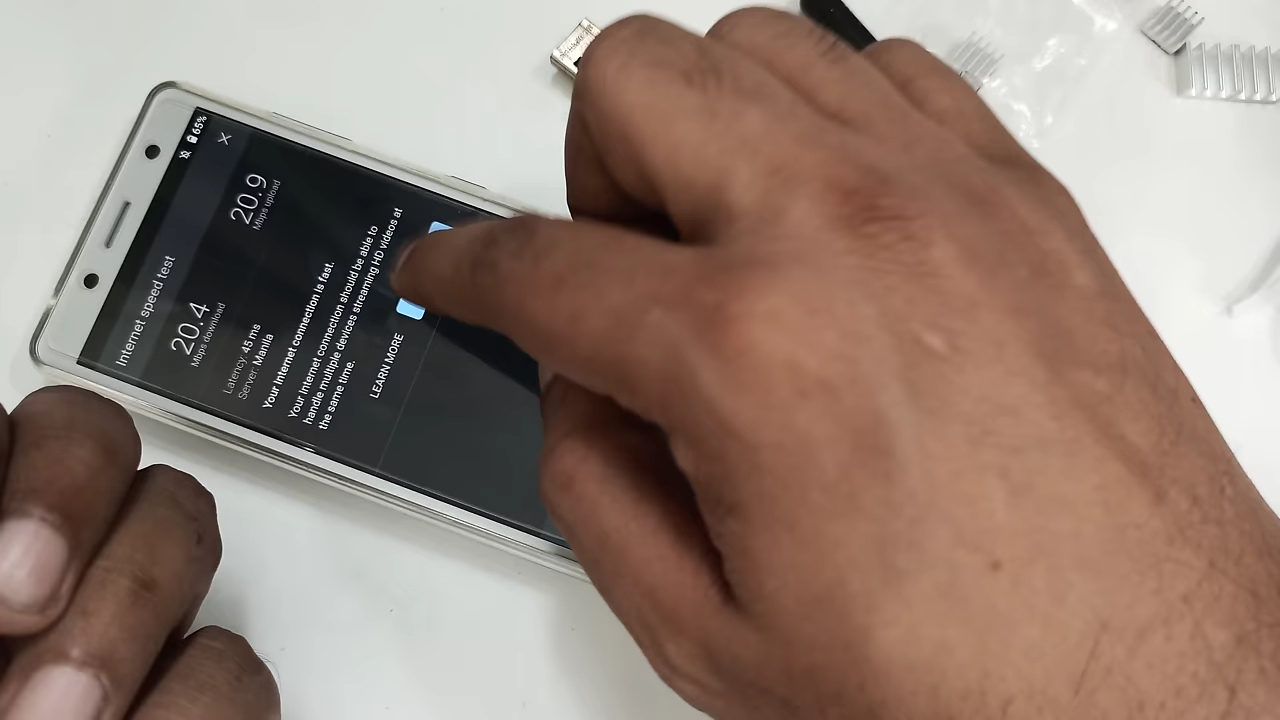 65%
Internet speed test
20.4
Mbps download
20.9
Mbps upload
Latency: 45 ms
Server: Manila
Your Internet connection is fast.
Your Internet connection should be able to
handle multiple devices streaming HD videos at
the same time.
LEARN MORE